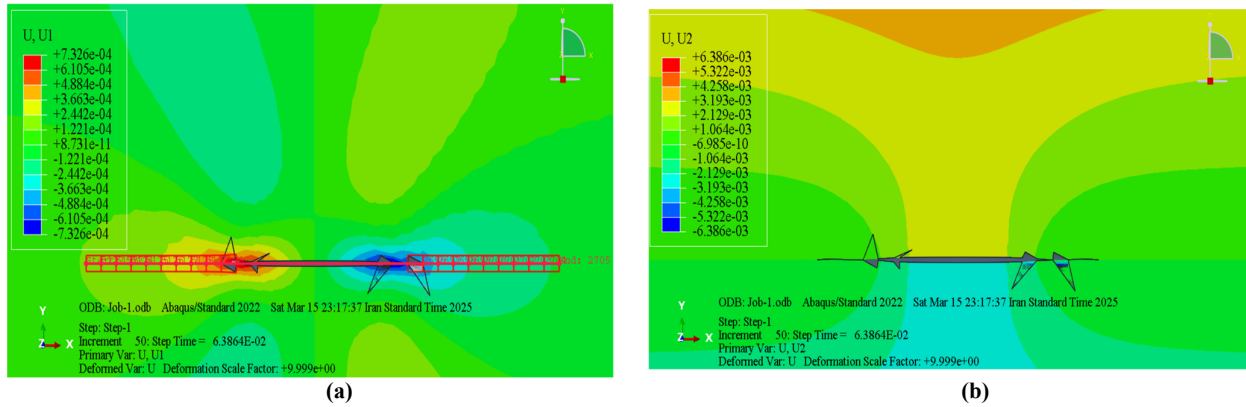 U, U1
+7.326e-04
+6.105e-04
+4.884e-04
+3.663e-04
+2.442e-04
+1.221e-04
+8.731e-11
-1.221e-04
-2.442e-04
-3.663e-04
-4.884e-04
-6.105e-04
-7.326e-04
Y
X
2705
ODB: Job-1.odb Abaqus/Standard 2022 Sat Mar 15 23:17:37 Iran Standard Time 2025
Y
Z X
Step: Step-1
Increment 50: Step Time = 6.3864E-02
Primary Var: U, U1
Deformed Var: U Deformation Scale Factor: +9.999e+00
(a)
U, U2
+6.386e-03
+5.322e-03
+4.258e-03
+3.193e-03
+2.129e-03
+1.064e-03
-6.985e-10
-1.064e-03
-2.129e-03
-3.193e-03
-4.258e-03
-5.322e-03
-6.386e-03
ODB: Job-1.odb Abaqus/Standard 2022 Sat Mar 15 23:17:37 Iran Standard Time 2025
Y
Z X
Step: Step-1
Increment 50: Step Time = 6.3864E-02
Primary Var: U, U2
Deformed Var: U Deformation Scale Factor: +9.999e+00
(b)